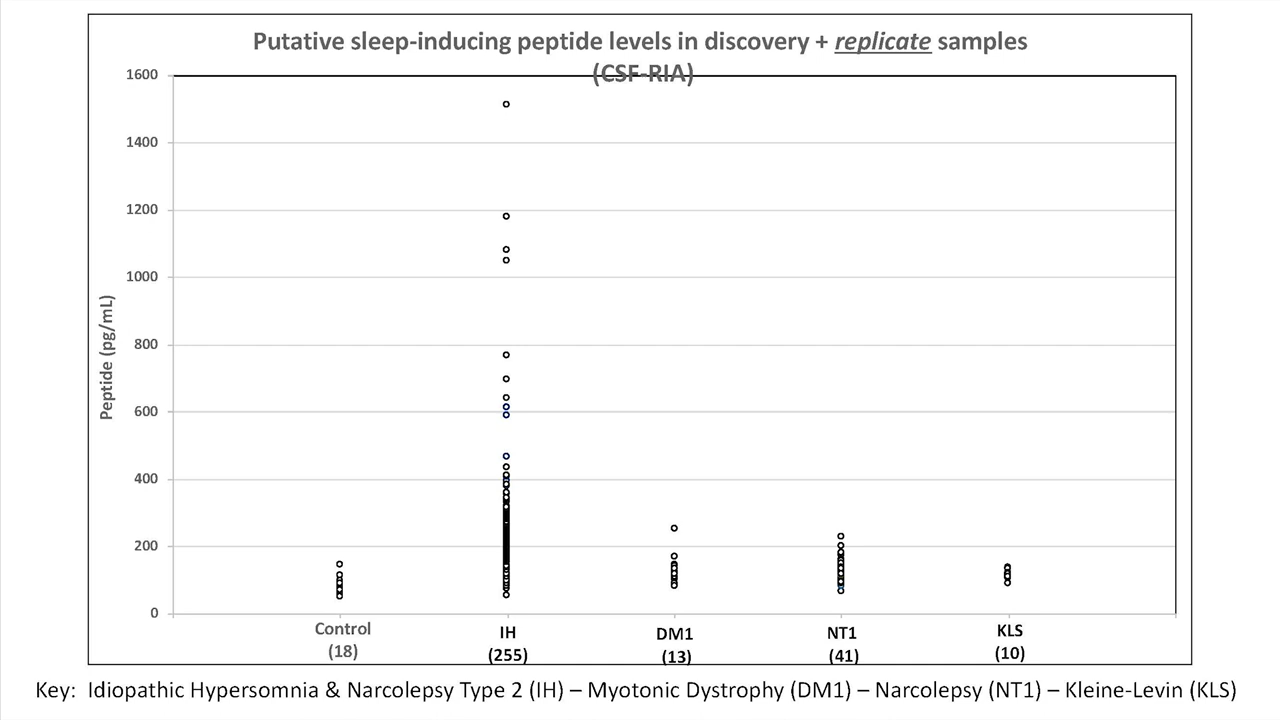 Putative sleep-inducing peptide levels in discovery + replicate samples
(CSF-RIA)
1600
1400
1200
1000
800
600
400
200
0
Peptide (pg/mL)
Control
(18)
IH
(255)
DM1
(13)
NT1
(41)
KLS
(10)
Key: Idiopathic Hypersomnia & Narcolepsy Type 2 (IH) – Myotonic Dystrophy (DM1) – Narcolepsy (NT1) – Kleine-Levin (KLS)